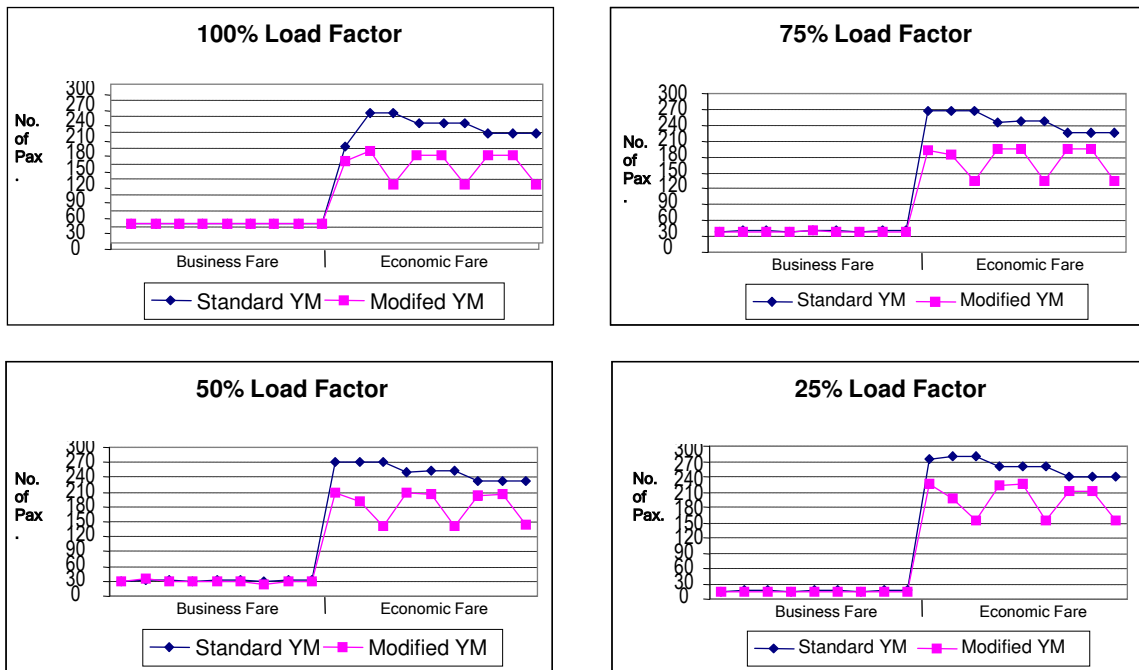 100% Load Factor
300
270
240
210
180
150
120
90
60
30
0
No.
of
Pax
.
Business Fare
Economic Fare
Standard YM
Modifed YM
75% Load Factor
300
270
240
210
180
150
120
90
60
30
0
No.
of
Pax
.
Business Fare
Economic Fare
Standard YM
Modified YM
50% Load Factor
300
270
240
210
180
150
120
90
60
30
0
No.
of
Pax
.
Business Fare
Economic Fare
Standard YM
Modified YM
25% Load Factor
300
270
240
210
180
150
120
90
60
30
0
No.
of
Pax.
Business Fare
Economic Fare
Standard YM
Modified YM